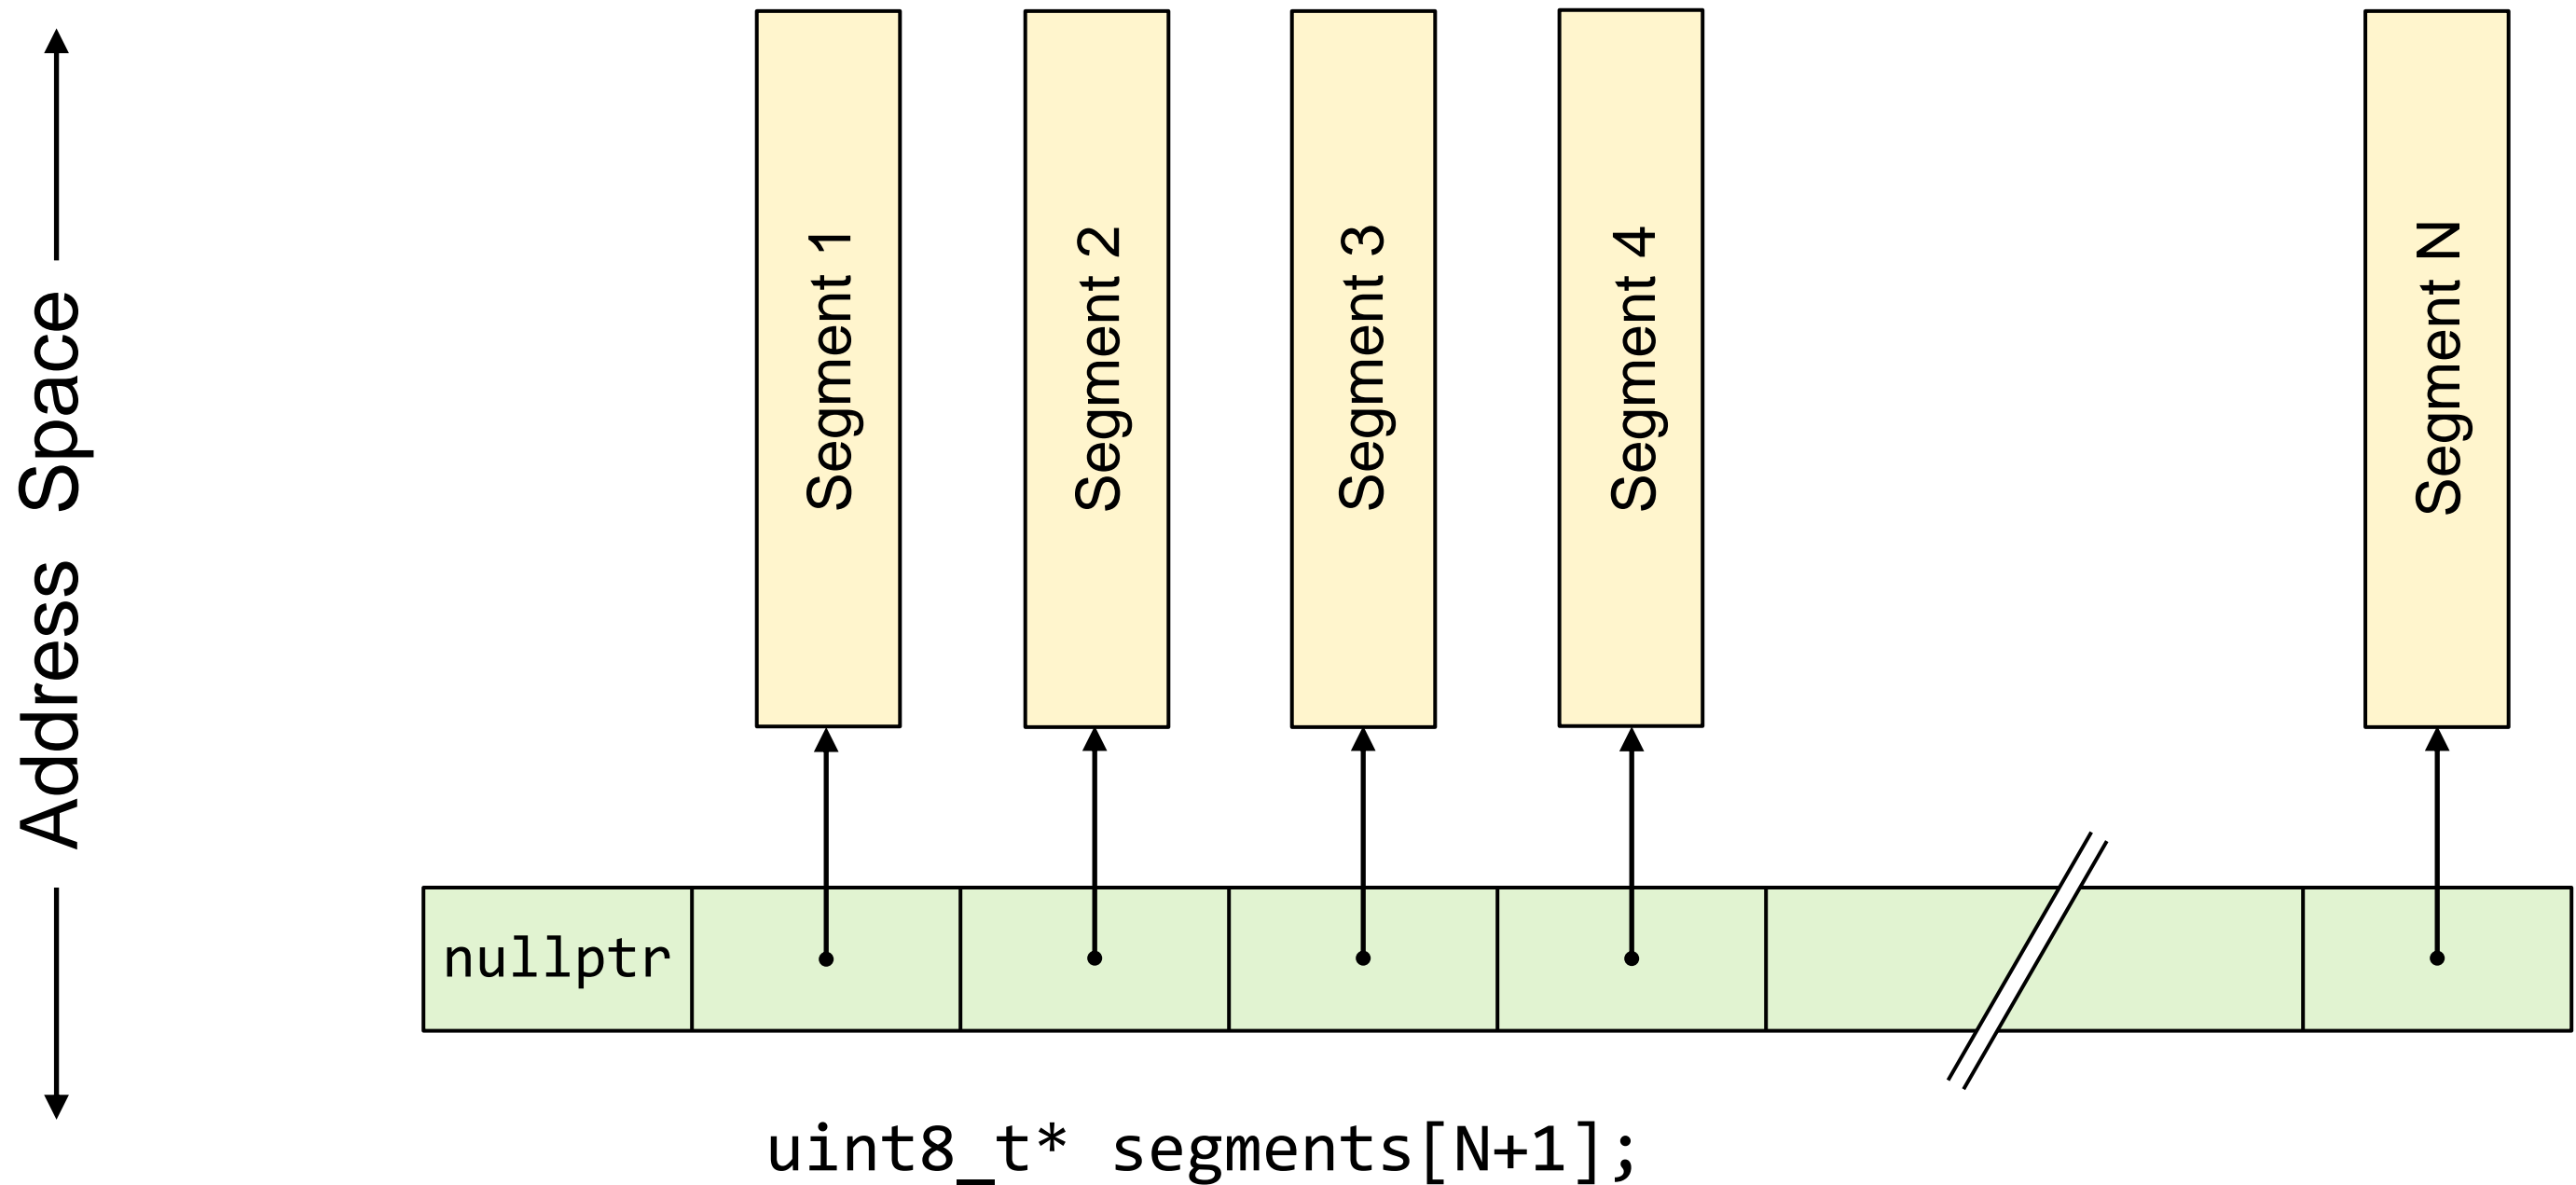 Address Space
Segment 1
Segment 2
Segment 3
Segment 4
Segment N
nullptr
uint8_t* segments[N+1];